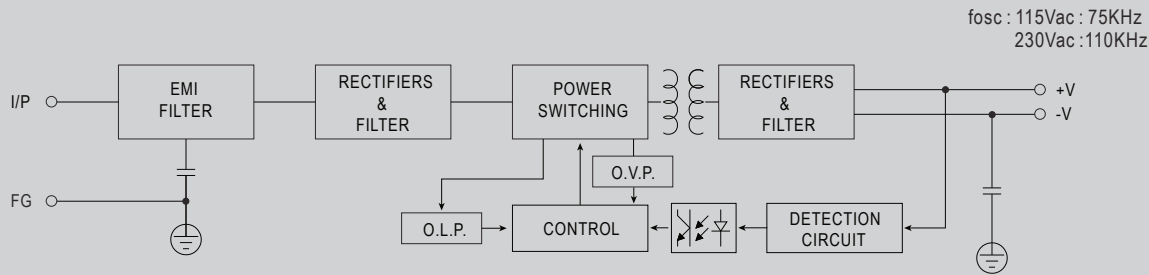 fosc : 115Vac : 75KHz
230Vac :110KHz
I/P
EMI
FILTER
RECTIFIERS
&
FILTER
POWER
SWITCHING
RECTIFIERS
&
FILTER
+V
-V
O.V.P.
FG
O.L.P.
CONTROL
DETECTION
CIRCUIT